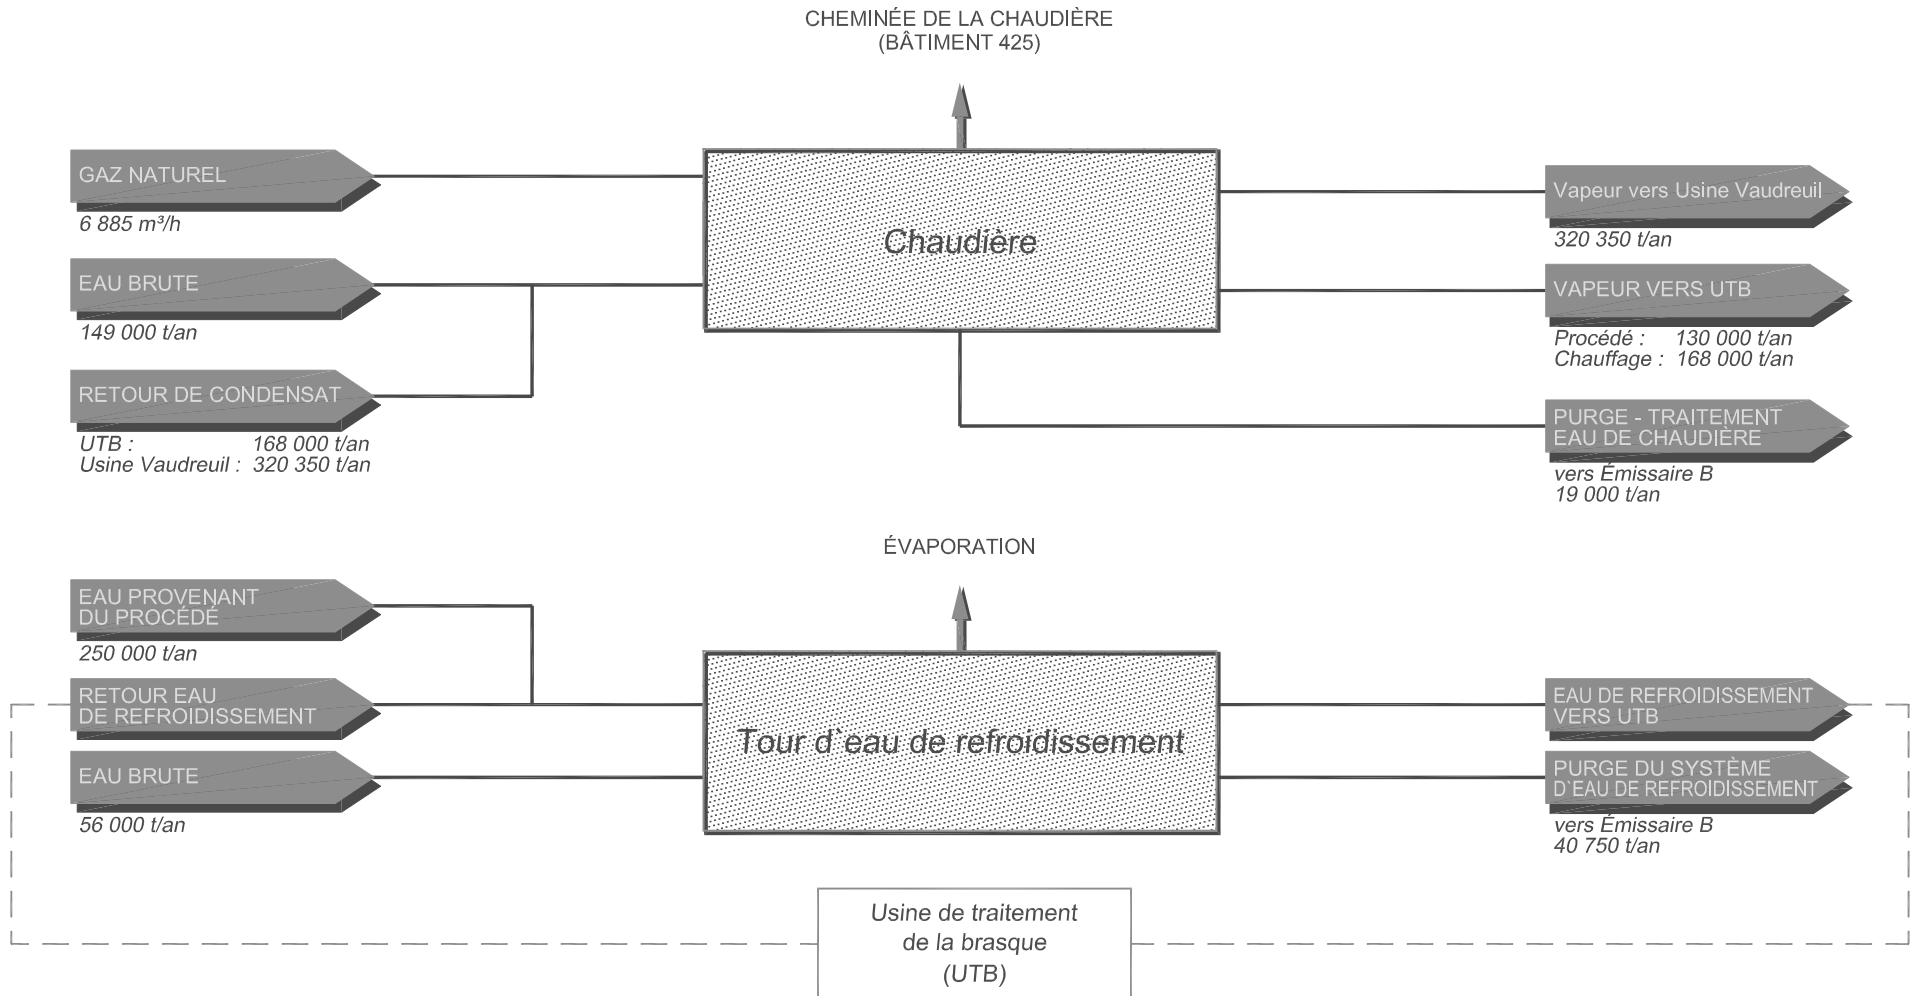 CHEMINÉE DE LA CHAUDIÈRE
(BÂTIMENT 425)
GAZ NATUREL
6 885 m³/h
EAU BRUTE
149 000 t/an
RETOUR DE CONDENSAT
UTB : 168 000 t/an
Usine Vaudreuil : 320 350 t/an
Chaudière
Vapeur vers Usine Vaudreuil
320 350 t/an
VAPEUR VERS UTB
Procédé : 130 000 t/an
Chauffage : 168 000 t/an
PURGE - TRAITEMENT
EAU DE CHAUDIÈRE
vers Émissaire B
19 000 t/an
ÉVAPORATION
EAU PROVENANT
DU PROCÉDÉ
250 000 t/an
RETOUR EAU
DE REFROIDISSEMENT
EAU BRUTE
56 000 t/an
Tour d`eau de refroidissement
EAU DE REFROIDISSEMENT
VERS UTB
PURGE DU SYSTÈME
D`EAU DE REFROIDISSEMENT
vers Émissaire B
40 750 t/an
Usine de traitement
de la brasque
(UTB)